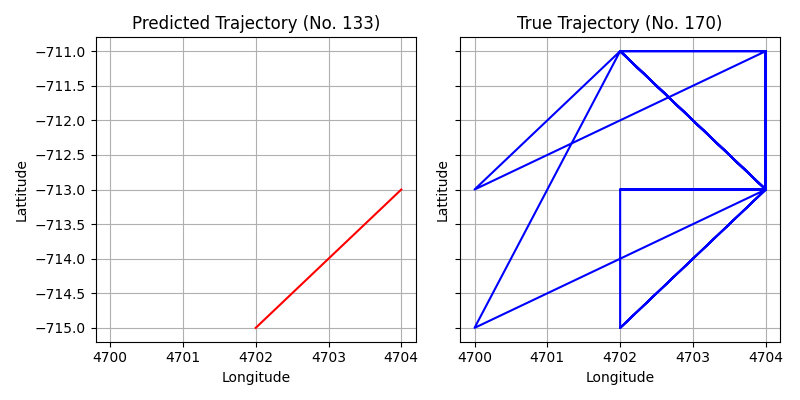 Predicted Trajectory (No. 133)
True Trajectory (No. 170)
−711.0
−711.5
−712.0
−712.5
−713.0
−713.5
−714.0
−714.5
−715.0
Lattitude
Lattitude
4700 4701 4702 4703 4704
4700 4701 4702 4703 4704
Longitude
Longitude